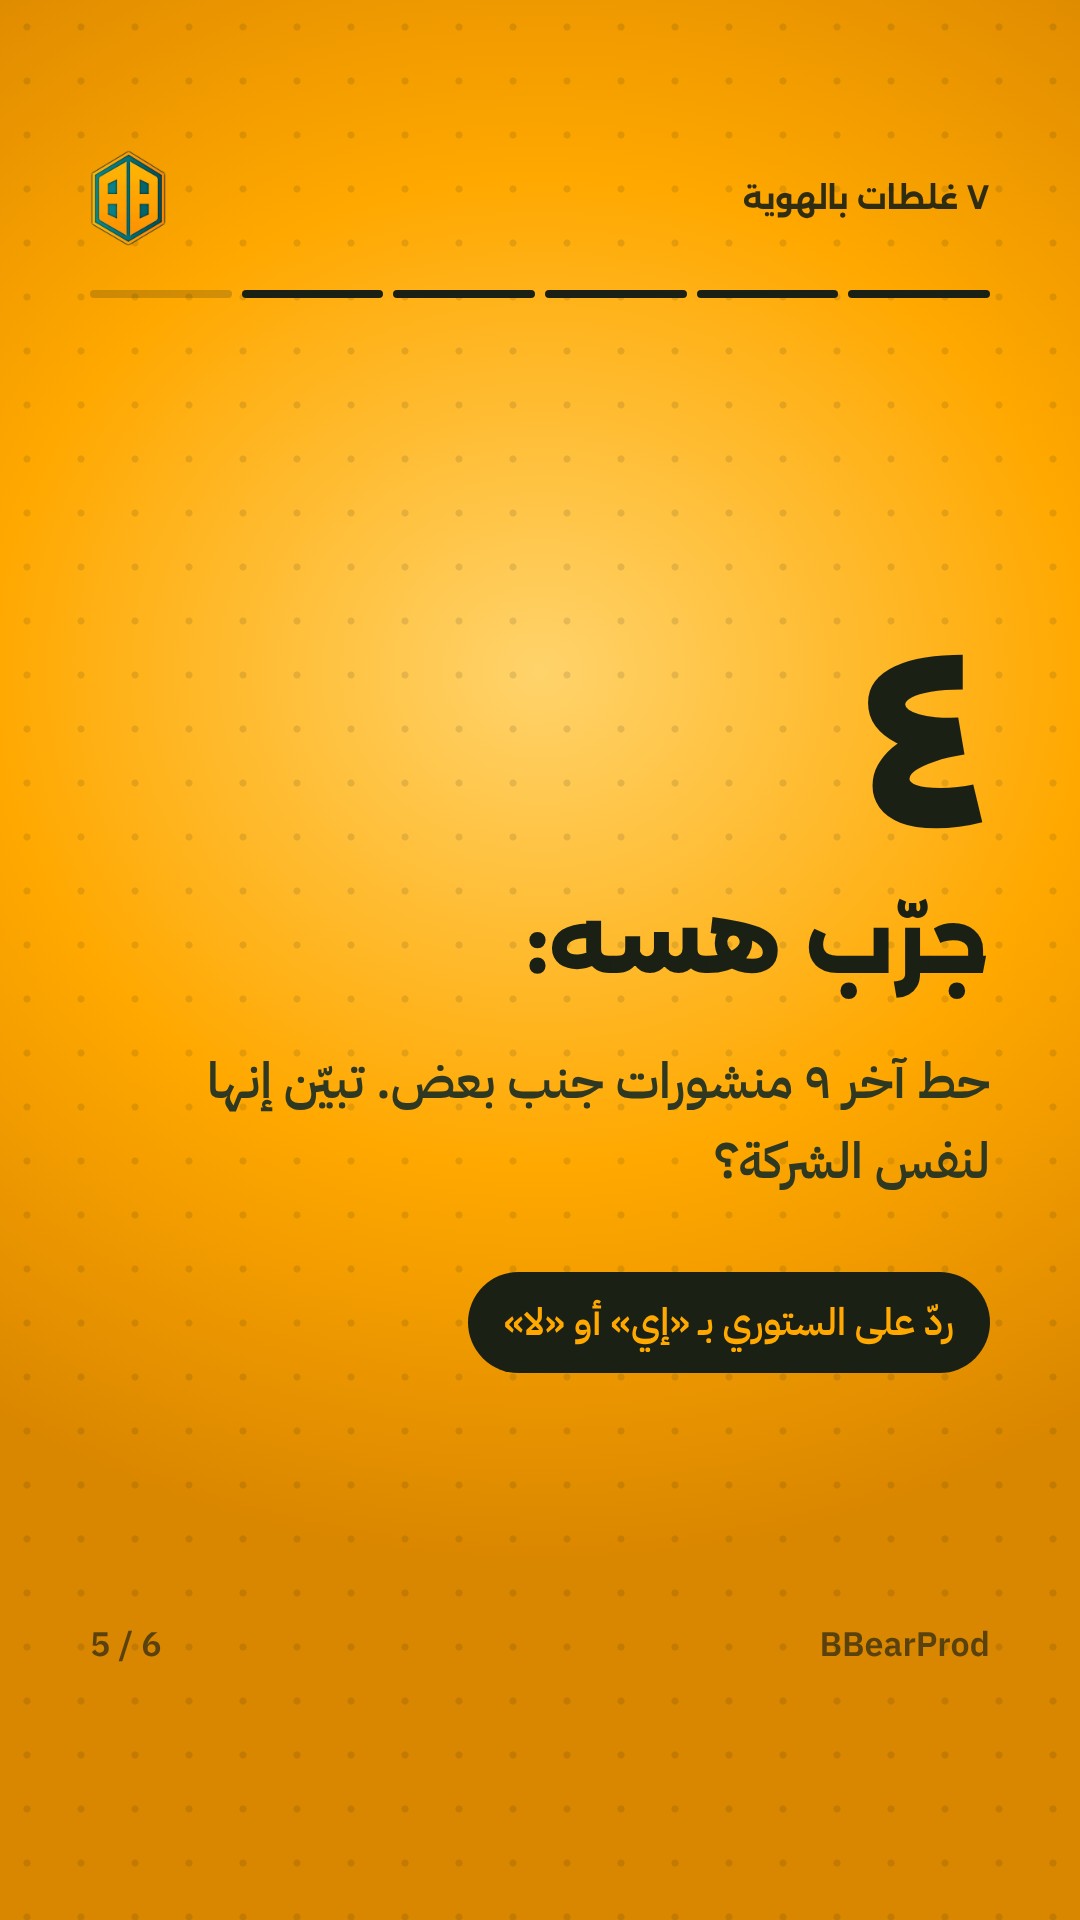 ٧ غلطات بالهوية
٤
جرّب هسه:
حط آخر ٩ منشورات جنب بعض. تبيّن إنها
لنفس الشركة؟
ردّ على الستوري بـ «إي» أو «لا»
BBearProd
5 / 6